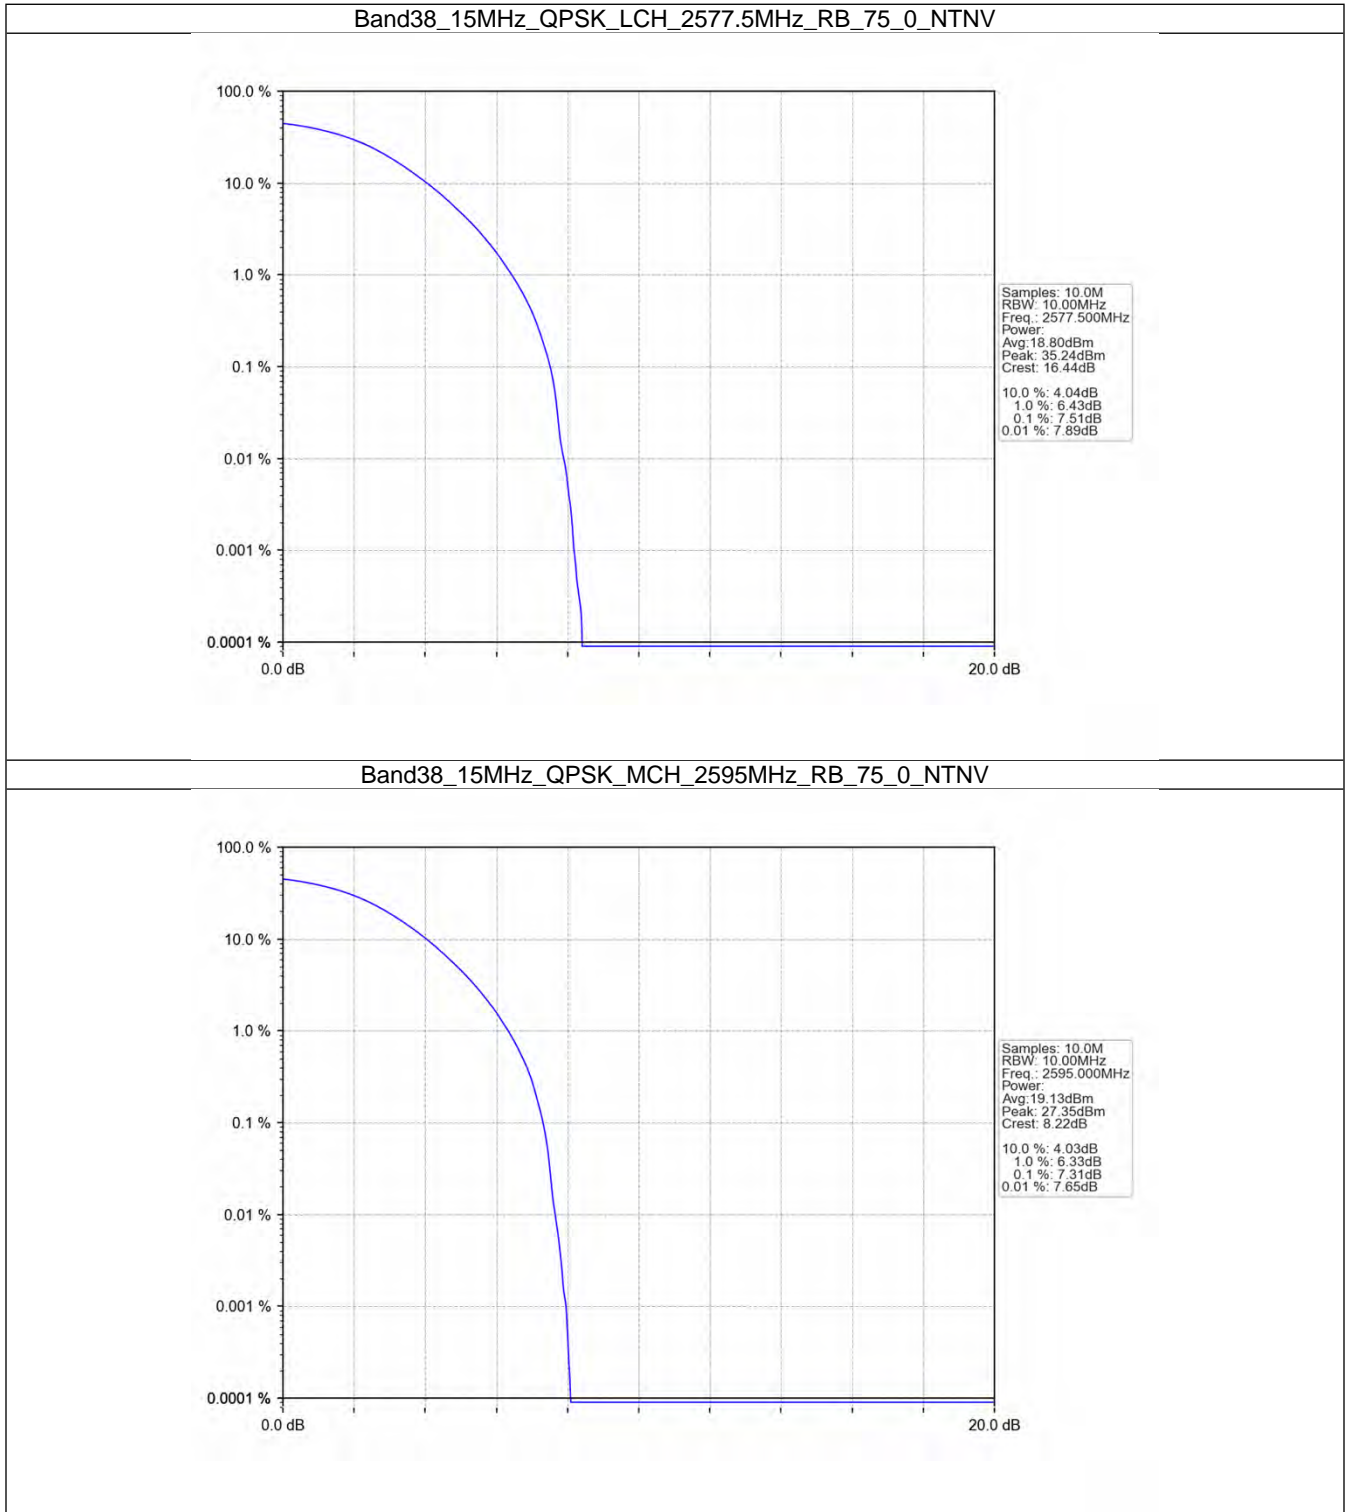 Band38_15MHz_QPSK_LCH_2577.5MHz_RB_75_0_NTNV
100.0 %
10.0 %
1.0 %
0.1 %
0.01 %
0.001 %
0.0001 %
0.0 dB
20.0 dB
Samples: 10.0M
RBW: 10.00MHz
Freq.: 2577.500MHz
Power:
Avg:18.80dBm
Peak: 35.24dBm
Crest: 16.44dB
10.0 %: 4.04dB
1.0 %: 6.43dB
0.1 %: 7.51dB
0.01 %: 7.89dB
Band38_15MHz_QPSK_MCH_2595MHz_RB_75_0_NTNV
100.0 %
10.0 %
1.0 %
0.1 %
0.01 %
0.001 %
0.0001 %
0.0 dB
20.0 dB
Samples: 10.0M
RBW: 10.00MHz
Freq.: 2595.000MHz
Power:
Avg:19.13dBm
Peak: 27.35dBm
Crest: 8.22dB
10.0 %: 4.03dB
1.0 %: 6.33dB
0.1 %: 7.31dB
0.01 %: 7.65dB